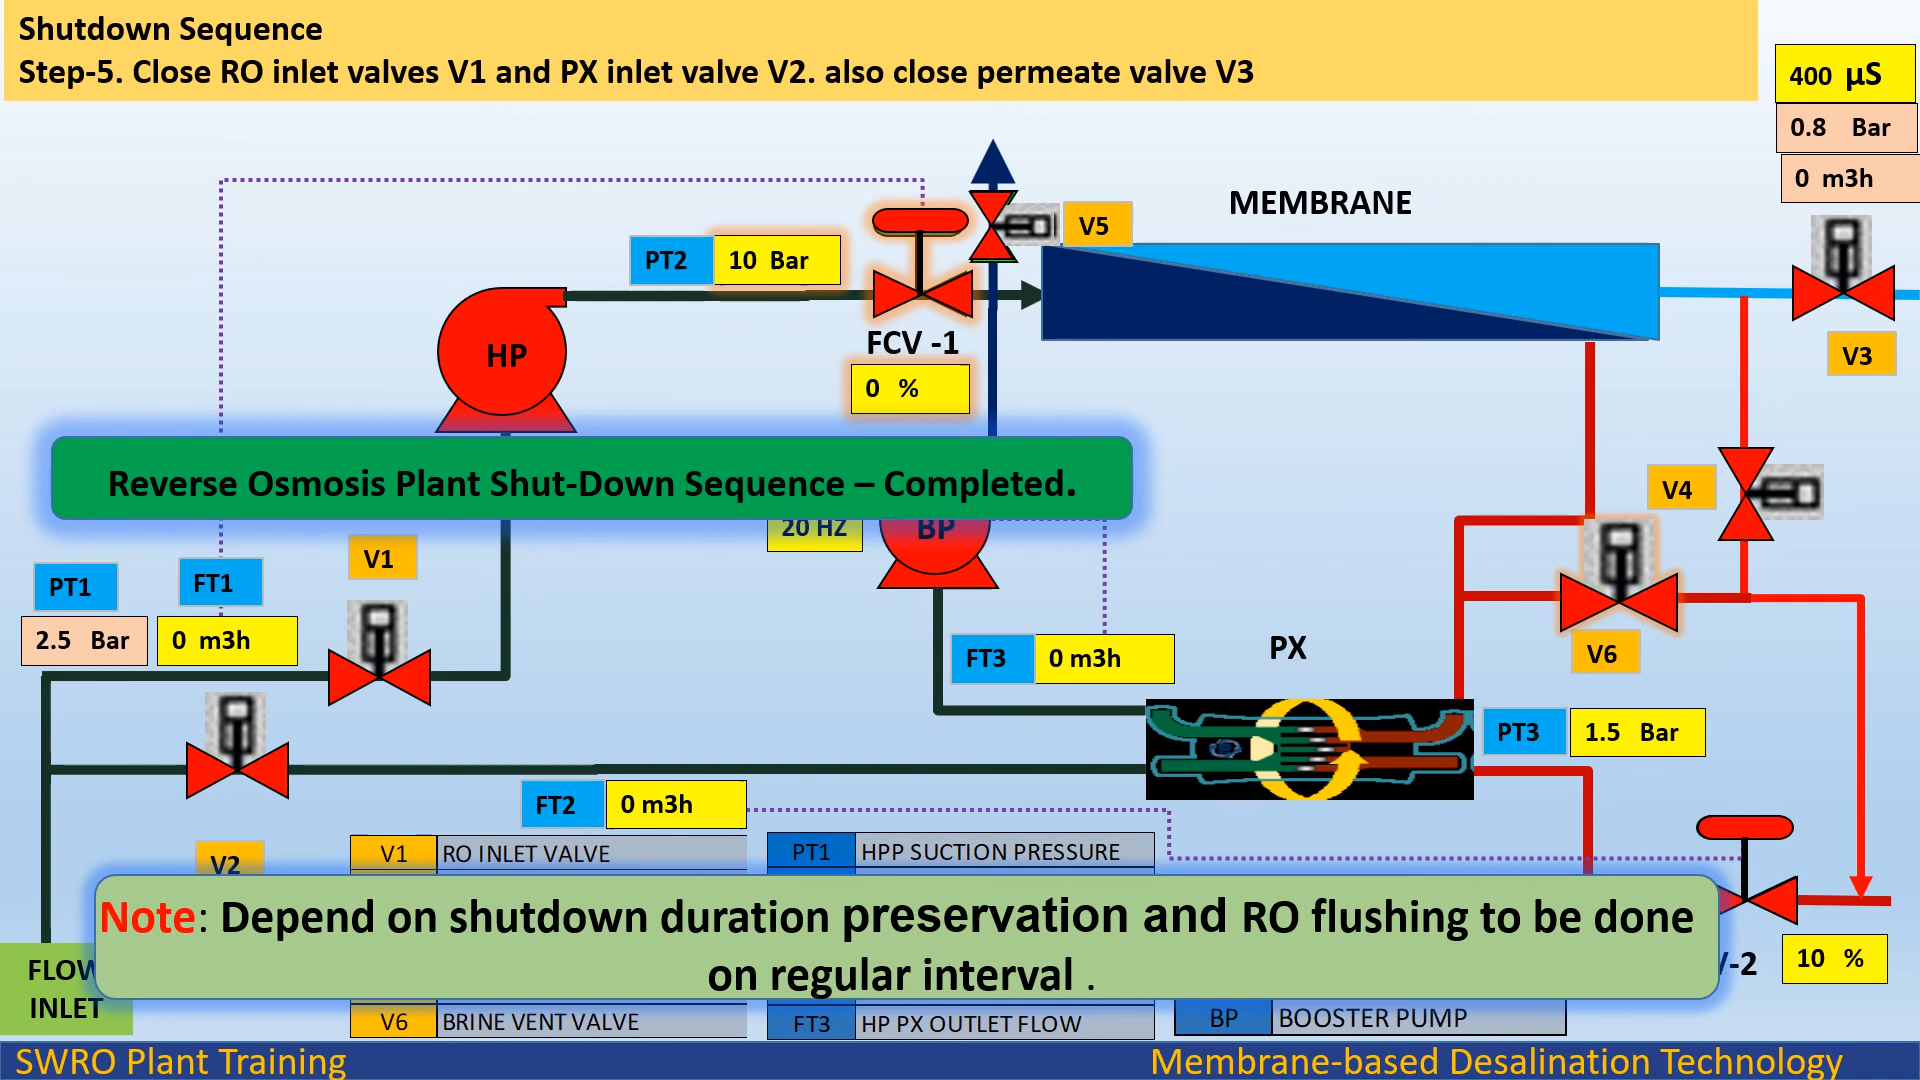 Shutdown Sequence
Step-5. Close RO inlet valves V1 and PX inlet valve V2. also close permeate valve V3
400 µS
0.8 Bar
0 m3h
MEMBRANE
V5
PT2 10 Bar
FCV -1
0 %
HP
V3
Reverse Osmosis Plant Shut-Down Sequence – Completed.
V4
20 HZ
BP
V1
PT1
FT1
2.5 Bar
0 m3h
FT3 0 m3h
PX
V6
PT3 1.5 Bar
FT2 0 m3h
V2
V1 RO INLET VALVE
PT1 HPP SUCTION PRESSURE
Note: Depend on shutdown duration preservation and RO flushing to be done
on regular interval .
V-2
10 %
FLOW
INLET
V6 BRINE VENT VALVE
FT3 HP PX OUTLET FLOW
BP BOOSTER PUMP
SWRO Plant Training
Membrane-based Desalination Technology